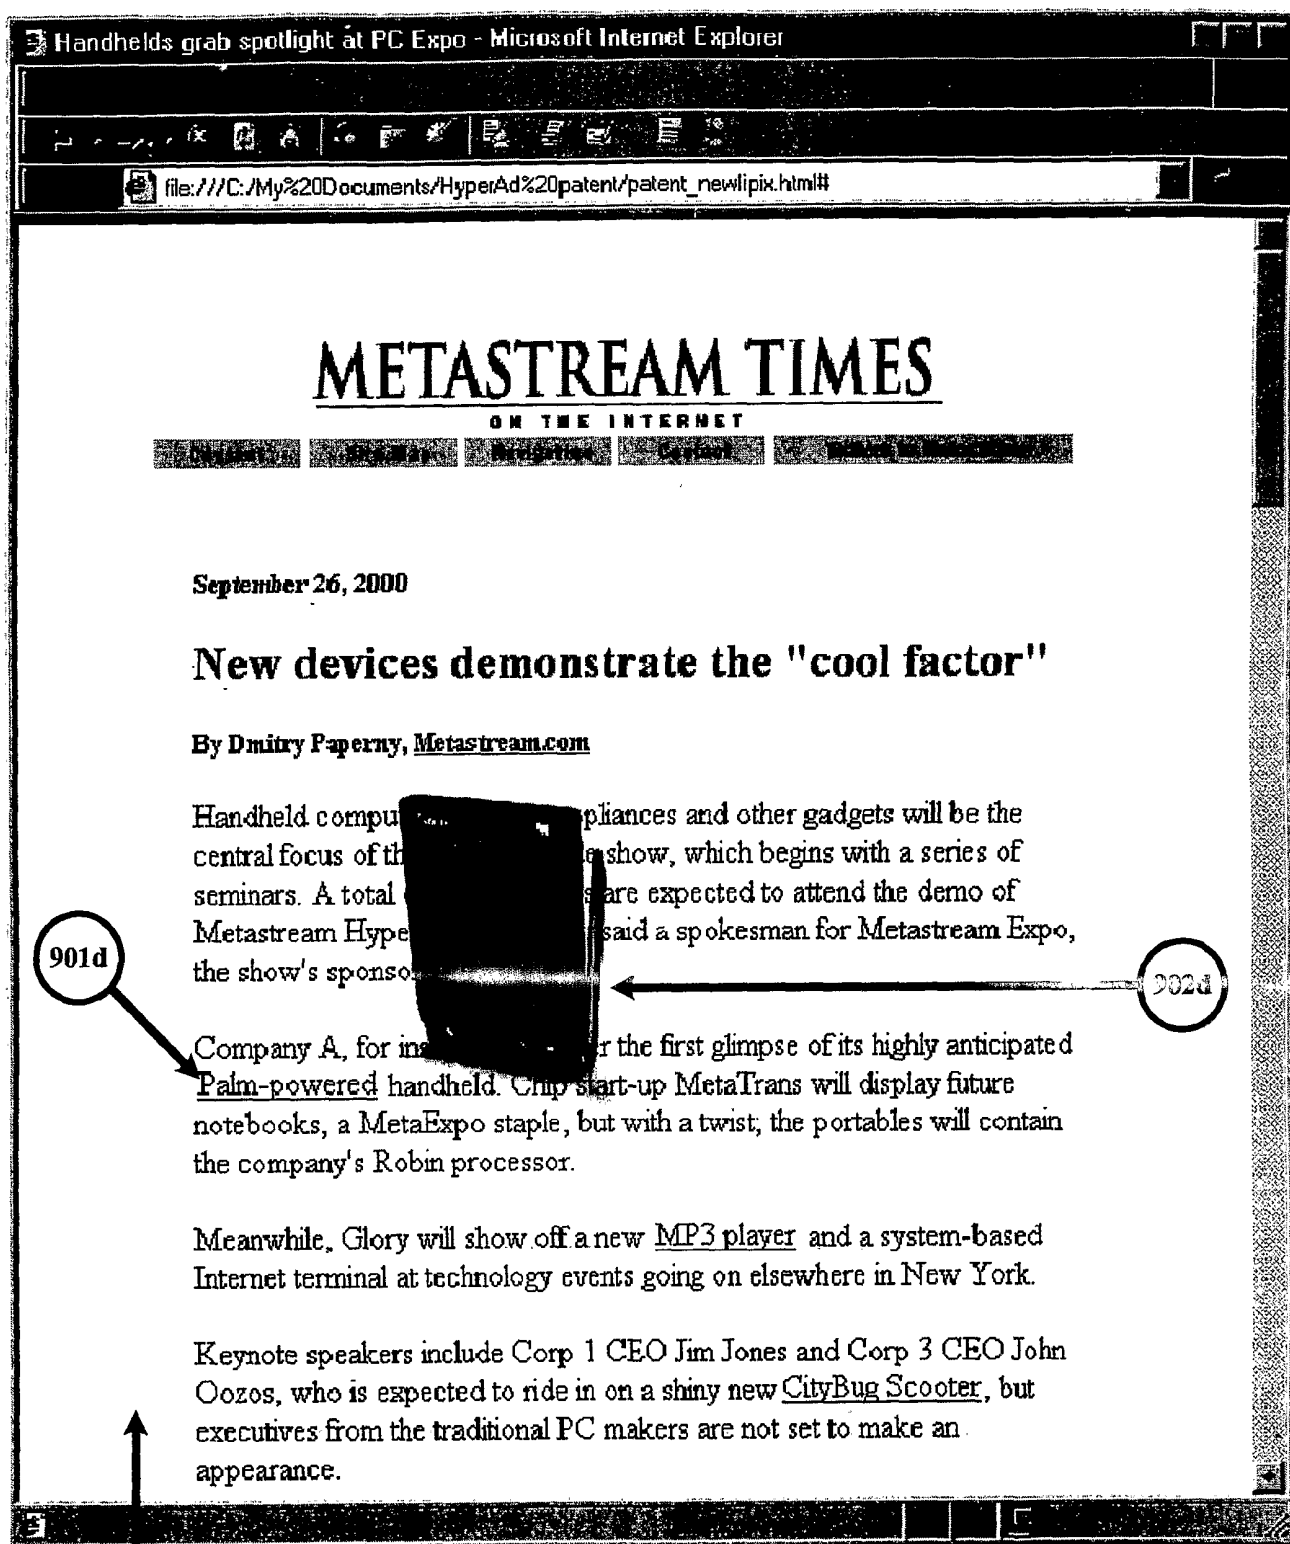 Handhelds grab spotlight at PC Expo - Microsoft Internet Explorer
file:///C:/My%20Documents/HyperAd%20patent/patent_newlipix.html#
METASTREAM TIMES
ON THE INTERNET
Navigation Contact
September 26, 2000
New devices demonstrate the "cool factor"
By Dmitry Paperny, Metastream.com
Handheld compu pliances and other gadgets will be the
central focus of th e show, which begins with a series of
seminars. A total s are expected to attend the demo of
Metastream Hype said a spokesman for Metastream Expo,
the show's sponso
901d
902d
Company A, for ins r the first glimpse of its highly anticipated
Palm-powered handheld. Chip start-up MetaTrans will display future
notebooks, a MetaExpo staple, but with a twist; the portables will contain
the company's Robin processor.
Meanwhile, Glory will show off a new MP3 player and a system-based
Internet terminal at technology events going on elsewhere in New York.
Keynote speakers include Corp 1 CEO Jim Jones and Corp 3 CEO John
Oozos, who is expected to ride in on a shiny new CityBug Scooter, but
executives from the traditional PC makers are not set to make an
appearance.